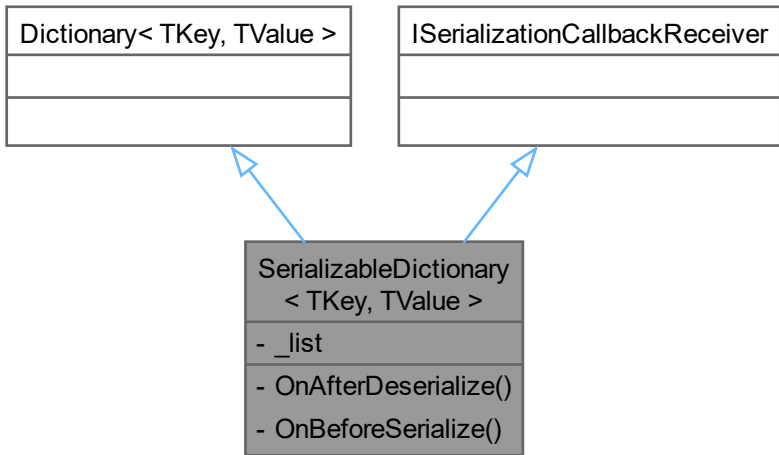 Dictionary< TKey, TValue >
ISerializationCallbackReceiver
SerializableDictionary
< TKey, TValue >
- _list
- OnAfterDeserialize()
- OnBeforeSerialize()